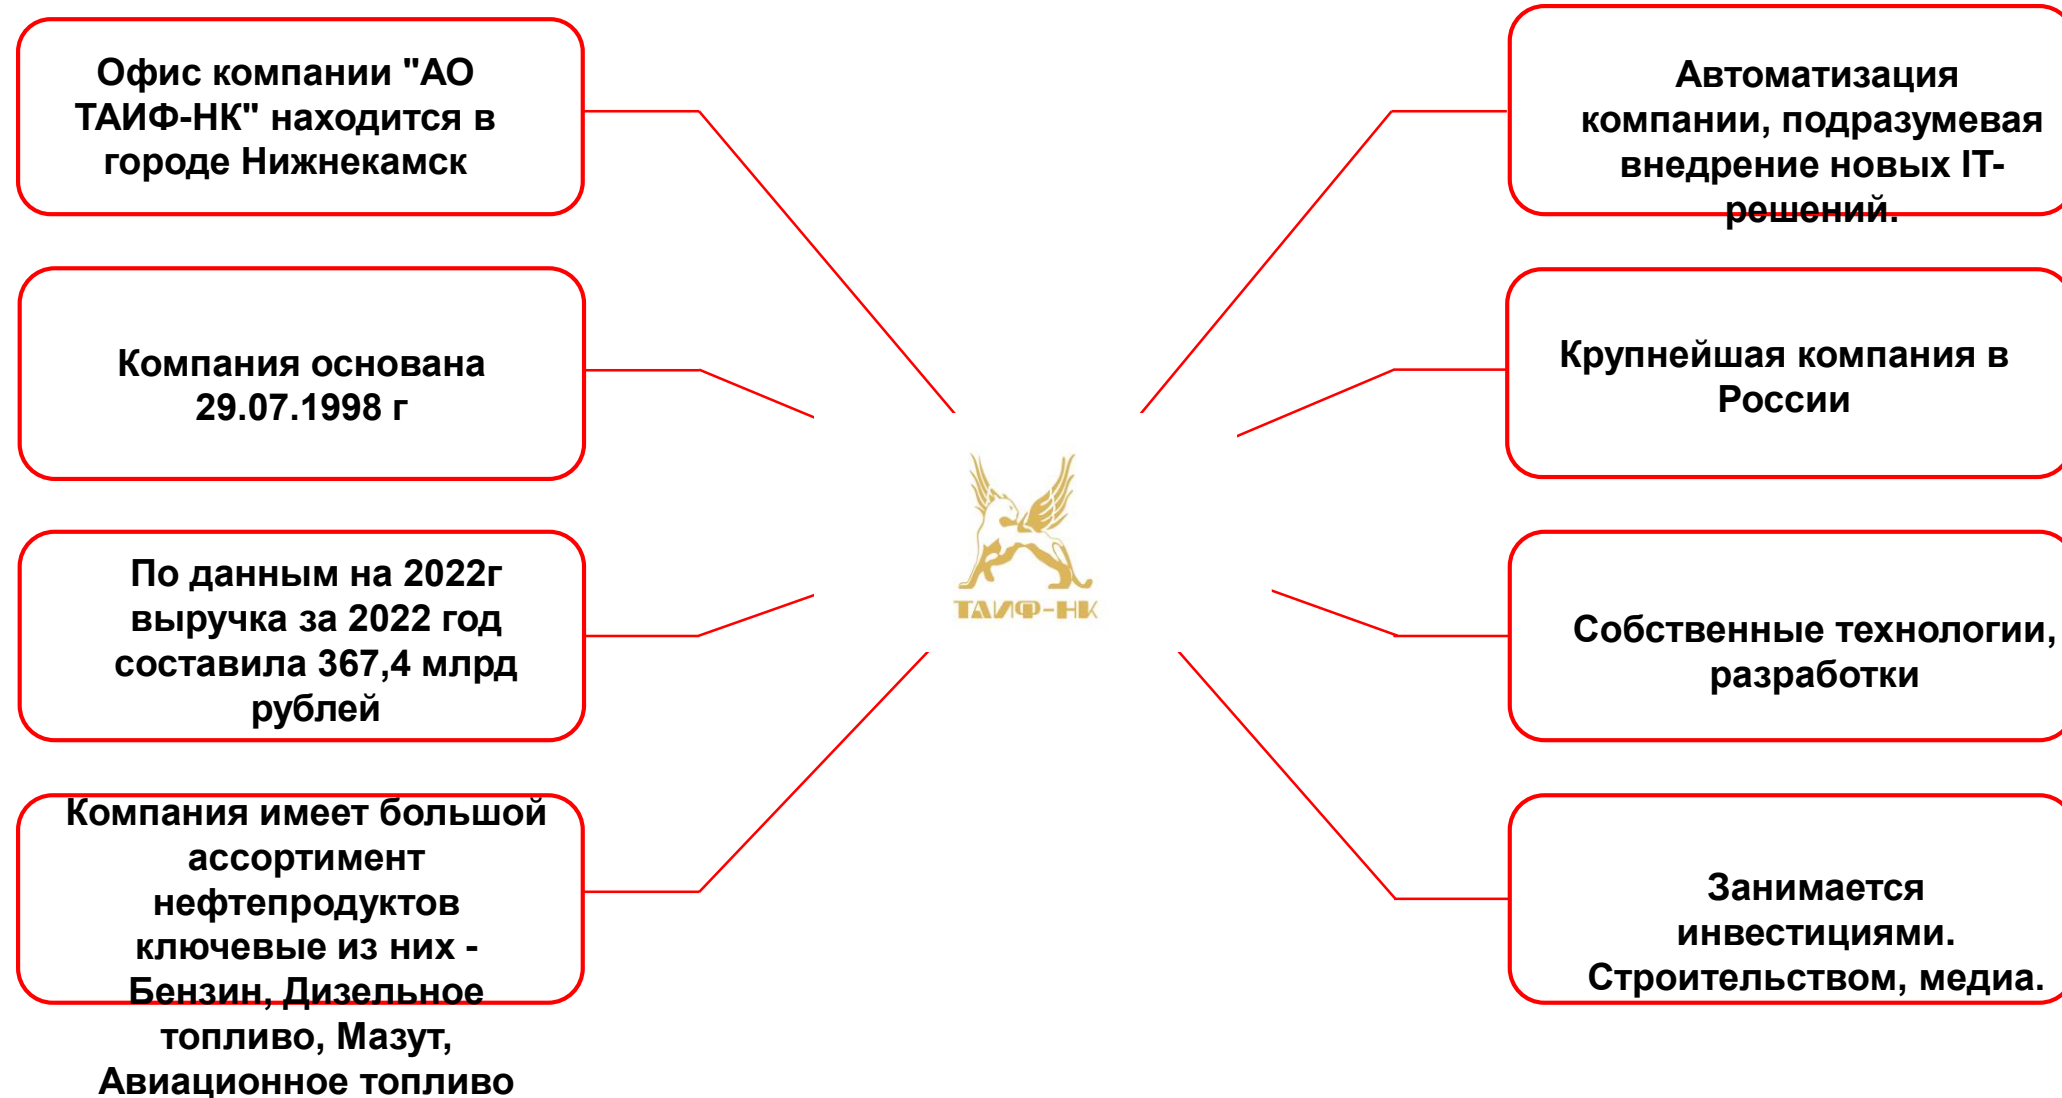 Офис компании "АО
ТАИФ-НК" находится в
городе Нижнекамск
Компания основана
29.07.1998 г
По данным на 2022г
выручка за 2022 год
составила 367,4 млрд
рублей
Компания имеет большой
ассортимент
нефтепродуктов
ключевые из них -
Бензин, Дизельное
топливо, Мазут,
Авиационное топливо
ТАИФ-НК
Автоматизация
компании, подразумевая
внедрение новых IT-
решений.
Крупнейшая компания в
России
Собственные технологии,
разработки
Занимается
инвестициями.
Строительством, медиа.